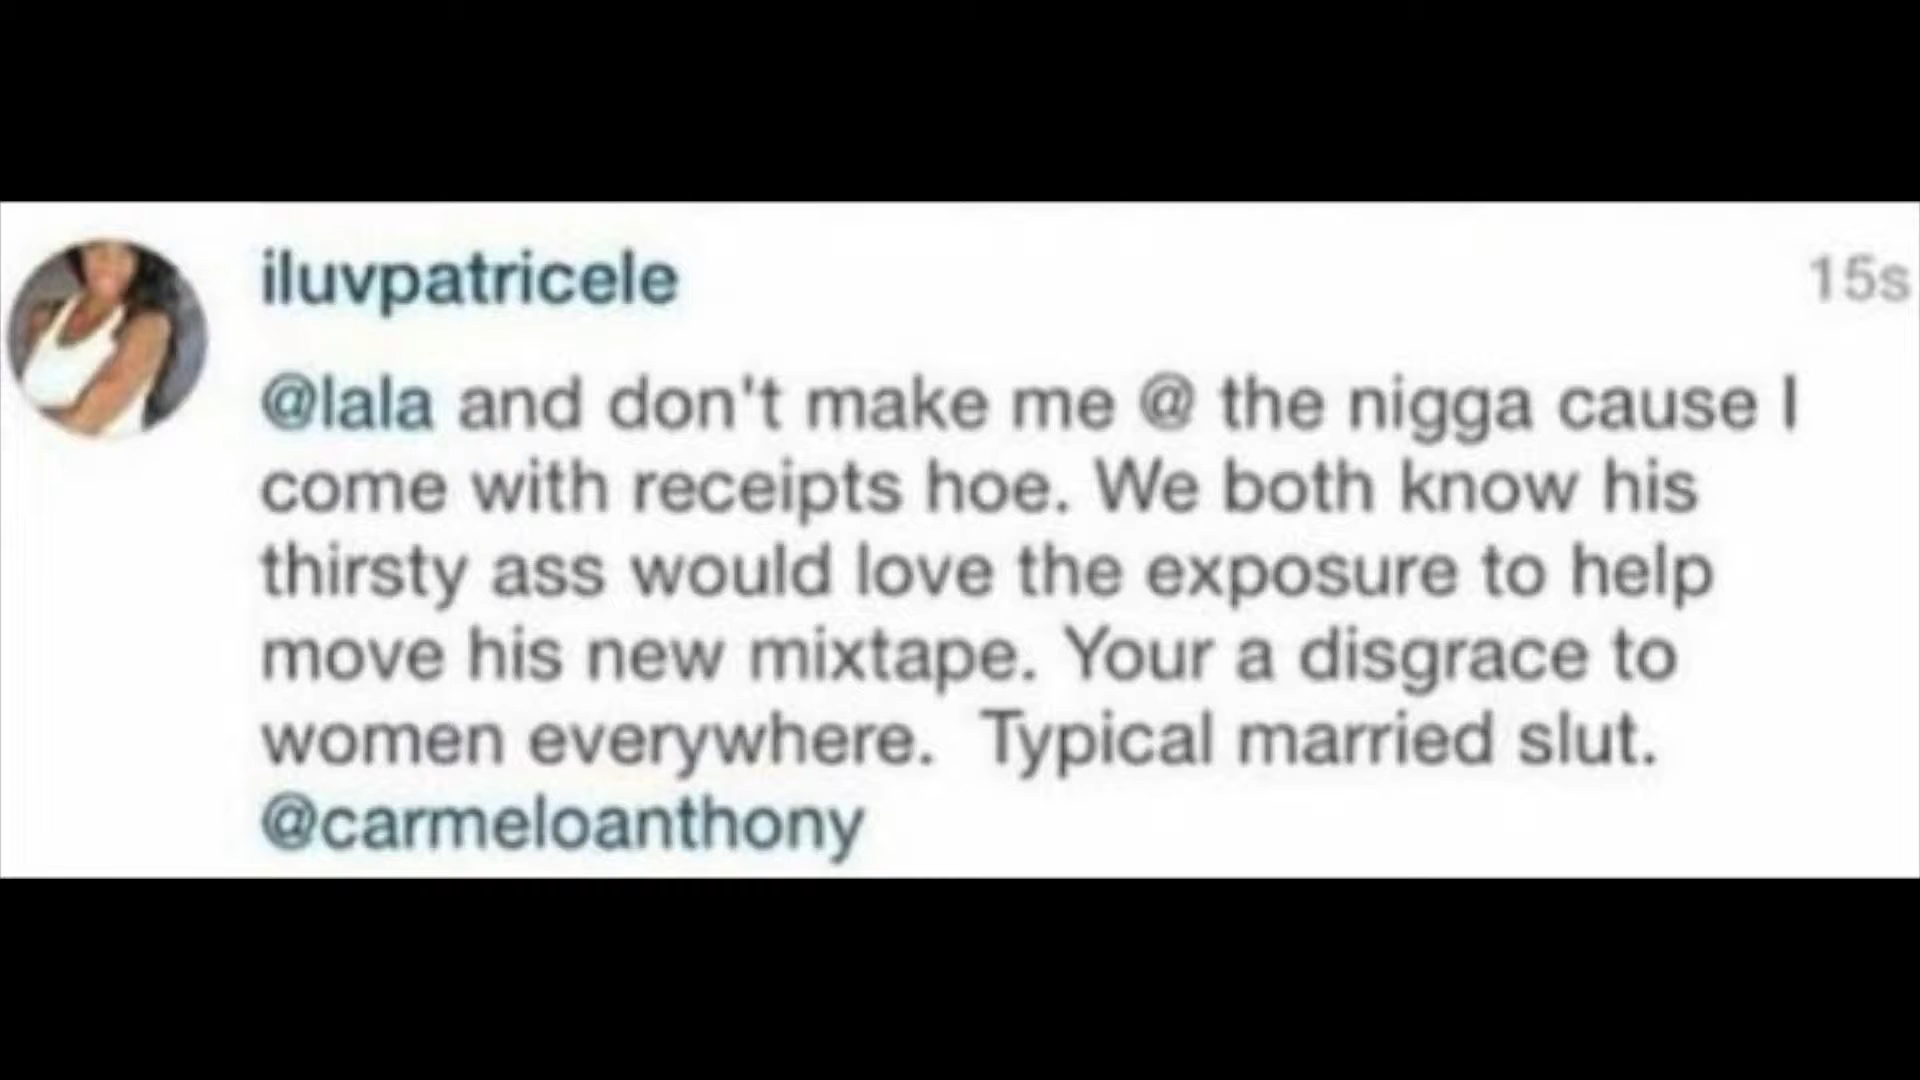 iluvpatricele
15s
@lala and don't make me @ the nigga cause I
come with receipts hoe. We both know his
thirsty ass would love the exposure to help
move his new mixtape. Your a disgrace to
women everywhere.  Typical married slut.
@carmeloanthony